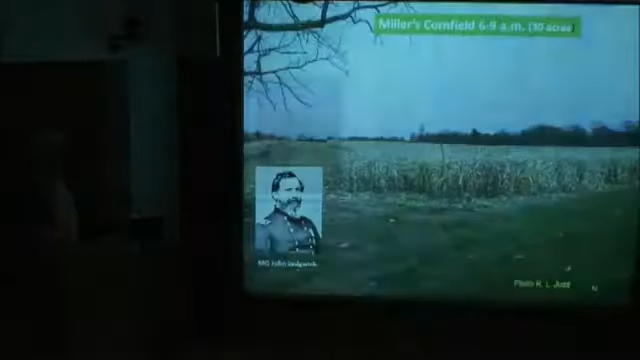 Miller's Cornfield 6-9 a.m. (30 acres)
MG John Sedgwick
Photo R. L. Judd